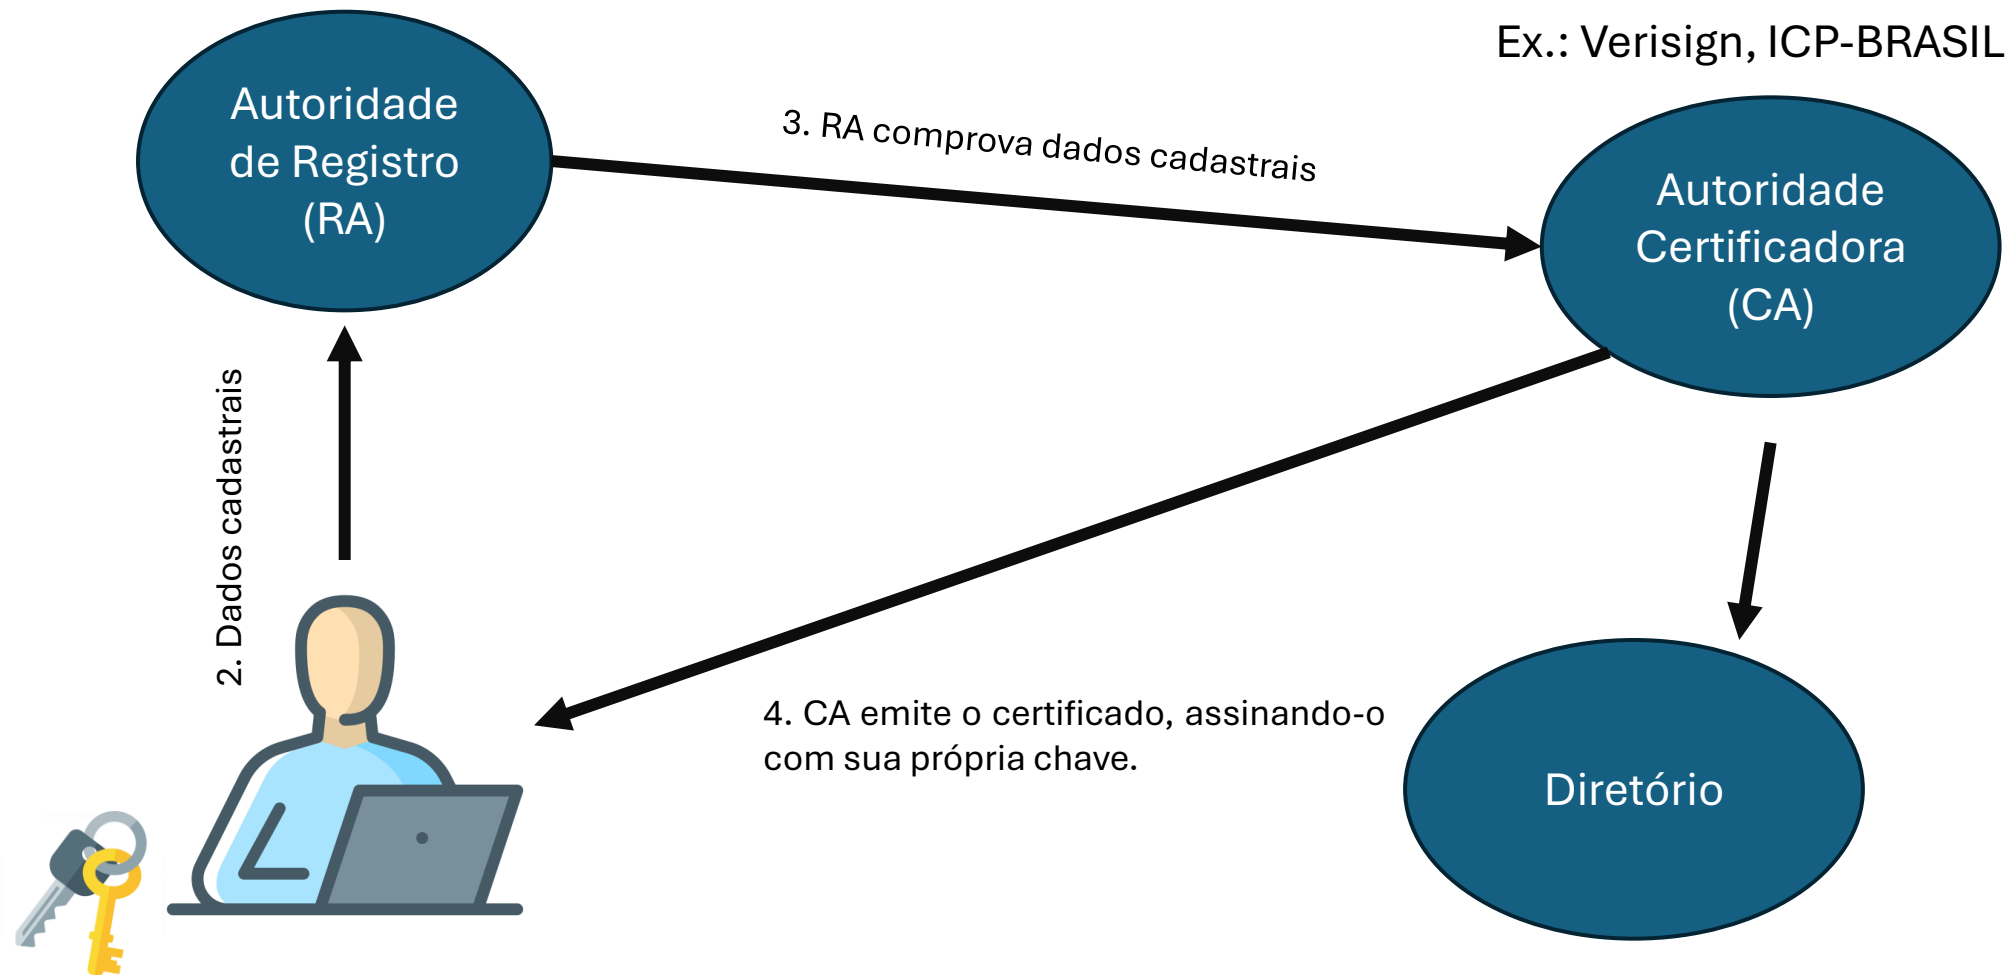 Ex.: Verisign, ICP-BRASIL
Autoridade
de Registro
(RA)
3. RA comprova dados cadastrais
Autoridade
Certificadora
(CA)
2. Dados cadastrais
4. CA emite o certificado, assinando-o
com sua própria chave.
Diretório